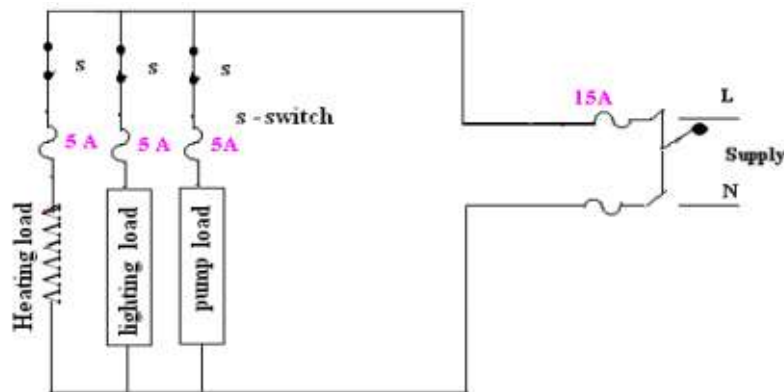 s
s
s
s - switch
5 A
5 A
5A
15A
L
Supply
N
Heating load
lighting load
pump load